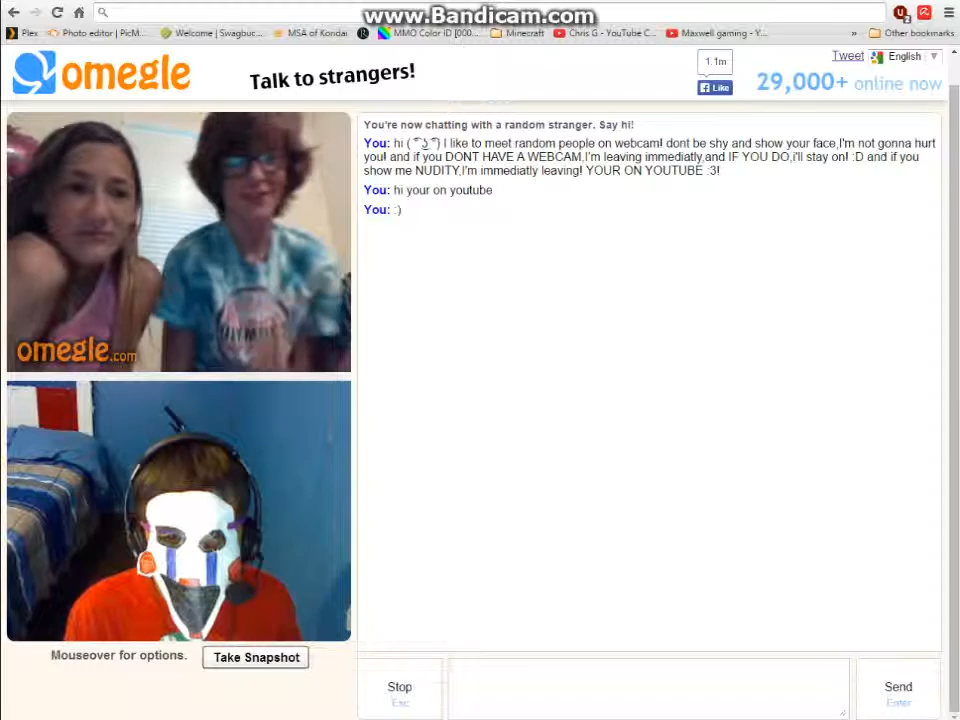 www.Bandicam.com
Plex Photo editor | PicM... Welcome | Swagbuc... MSA of Kondai MMO Color ID [000... Minecraft Chris G - YouTube C... Maxwell gaming - Y... » Other bookmarks
omegle Talk to strangers! 1.1m Like Tweet English
29,000+ online now
You're now chatting with a random stranger. Say hi!
You: hi ( ͡° ͜ʖ ͡°) I like to meet random people on webcam! dont be shy and show your face,I'm not gonna hurt
you! and if you DONT HAVE A WEBCAM,I'm leaving immediatly,and IF YOU DO,i'll stay on! :D and if you
show me NUDITY,I'm immediatly leaving! YOUR ON YOUTUBE :3!
You: hi your on youtube
You: :)
omegle.com
Mouseover for options. Take Snapshot
Stop
Esc
Send
Enter